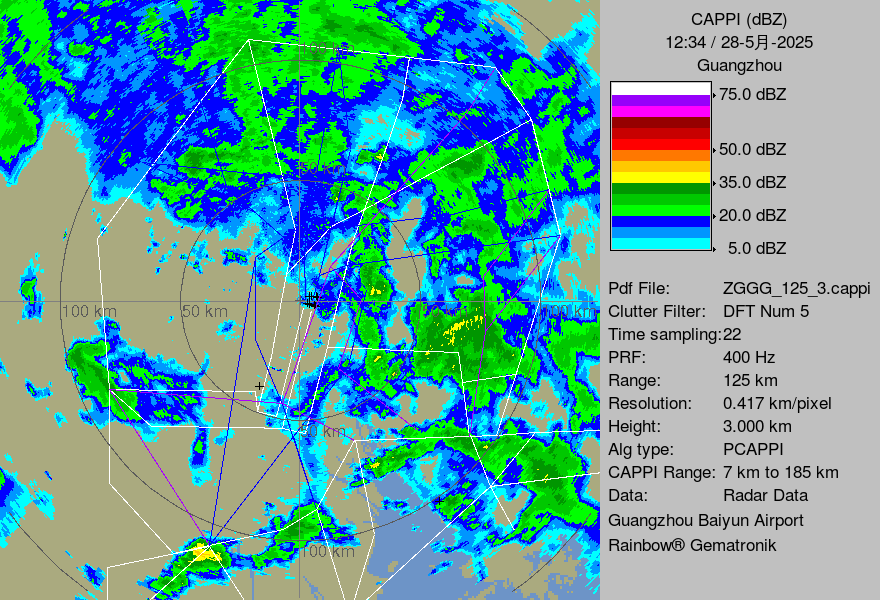 CAPPI (dBZ)
12:34 / 28-5月-2025
Guangzhou
75.0 dBZ
50.0 dBZ
35.0 dBZ
20.0 dBZ
5.0 dBZ
Pdf File: ZGGG_125_3.cappi
Clutter Filter: DFT Num 5
Time sampling:22
PRF: 400 Hz
Range: 125 km
Resolution: 0.417 km/pixel
Height: 3.000 km
Alg type: PCAPPI
CAPPI Range: 7 km to 185 km
Data: Radar Data
Guangzhou Baiyun Airport
Rainbow® Gematronik
100 km
50 km
100 km
50 km
50 km
100 km